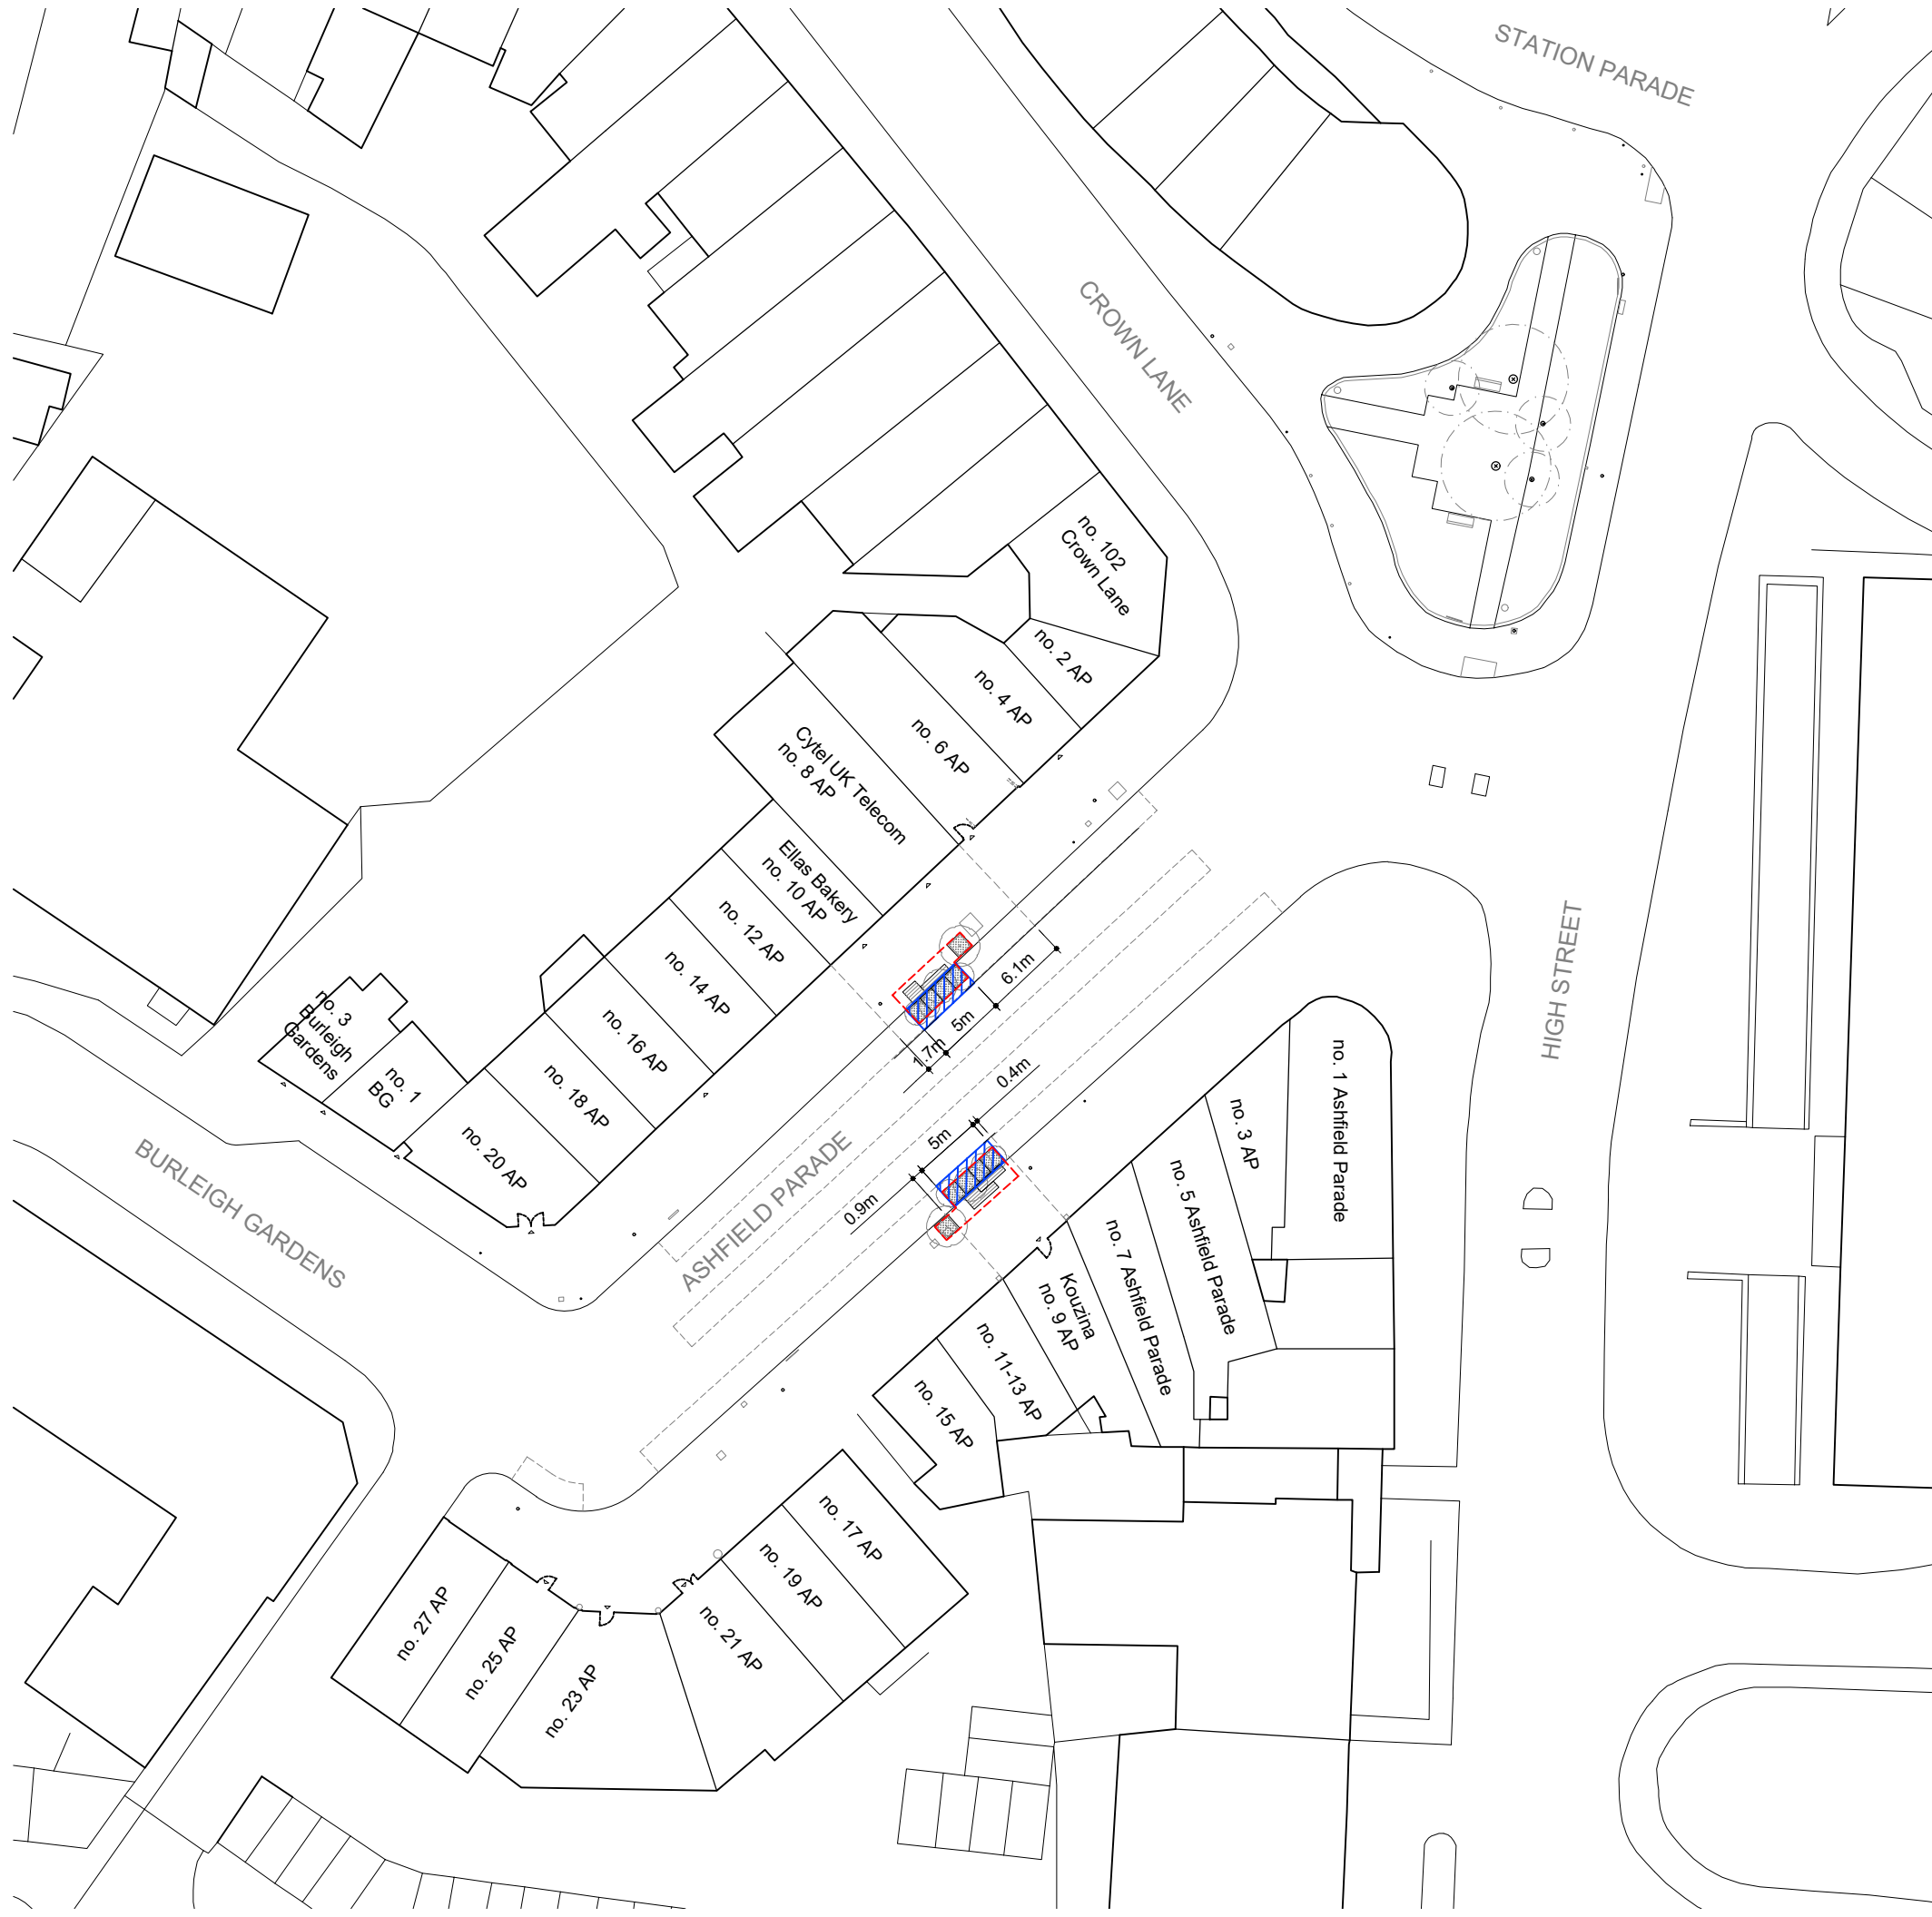 STATION PARADE
CROWN LANE
no. 102
Crown Lane
no. 2 AP
no. 4 AP
no. 6 AP
Cytel UK Telecom
no. 8 AP
Ellas Bakery
no. 10 AP
no. 12 AP
no. 14 AP
no. 16 AP
no. 18 AP
no. 20 AP
no. 3
Burleigh
Gardens
no. 1
BG
6.1m
5m
.7m
0.4m
5m
0.9m
HIGH STREET
ASHFIELD PARADE
BURLEIGH GARDENS
no. 1 Ashfield Parade
no. 3 AP
no. 5 Ashfield Parade
no. 7 Ashfield Parade
Kouzina
no. 9 AP
no. 11-13 AP
no. 15 AP
no. 17 AP
no. 19 AP
no. 21 AP
no. 23 AP
no. 25 AP
no. 27 AP